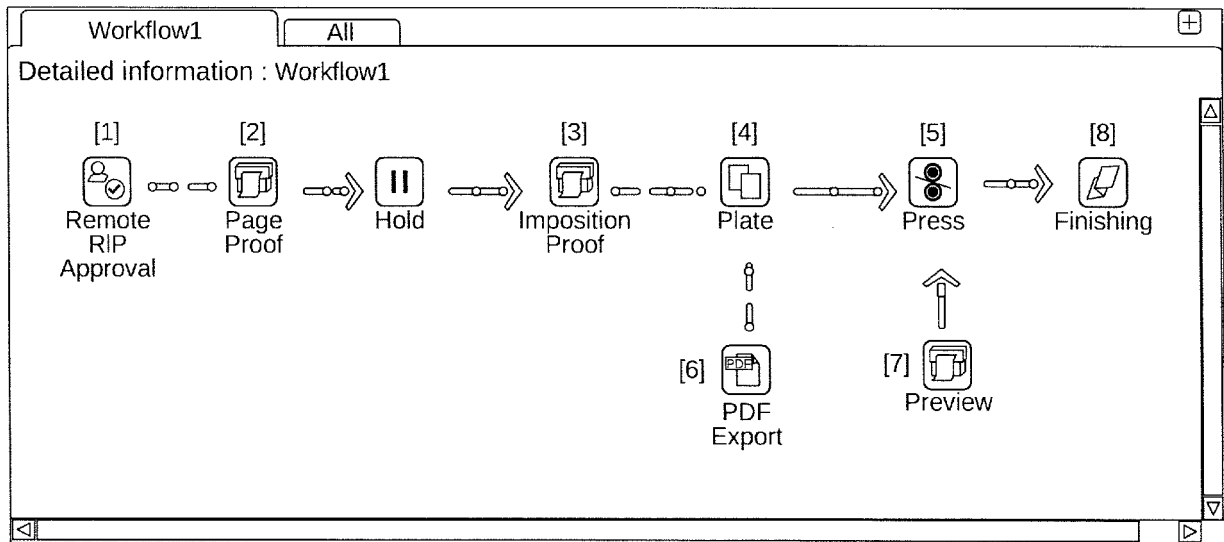 Workflow1
All
Detailed information : Workflow1
[1]
[2]
[3]
[4]
[5]
[8]
Remote
RIP
Approval
Page
Proof
Hold
Imposition
Proof
Plate
Press
Finishing
[6]
PDF
PDF
Export
[7]
Preview